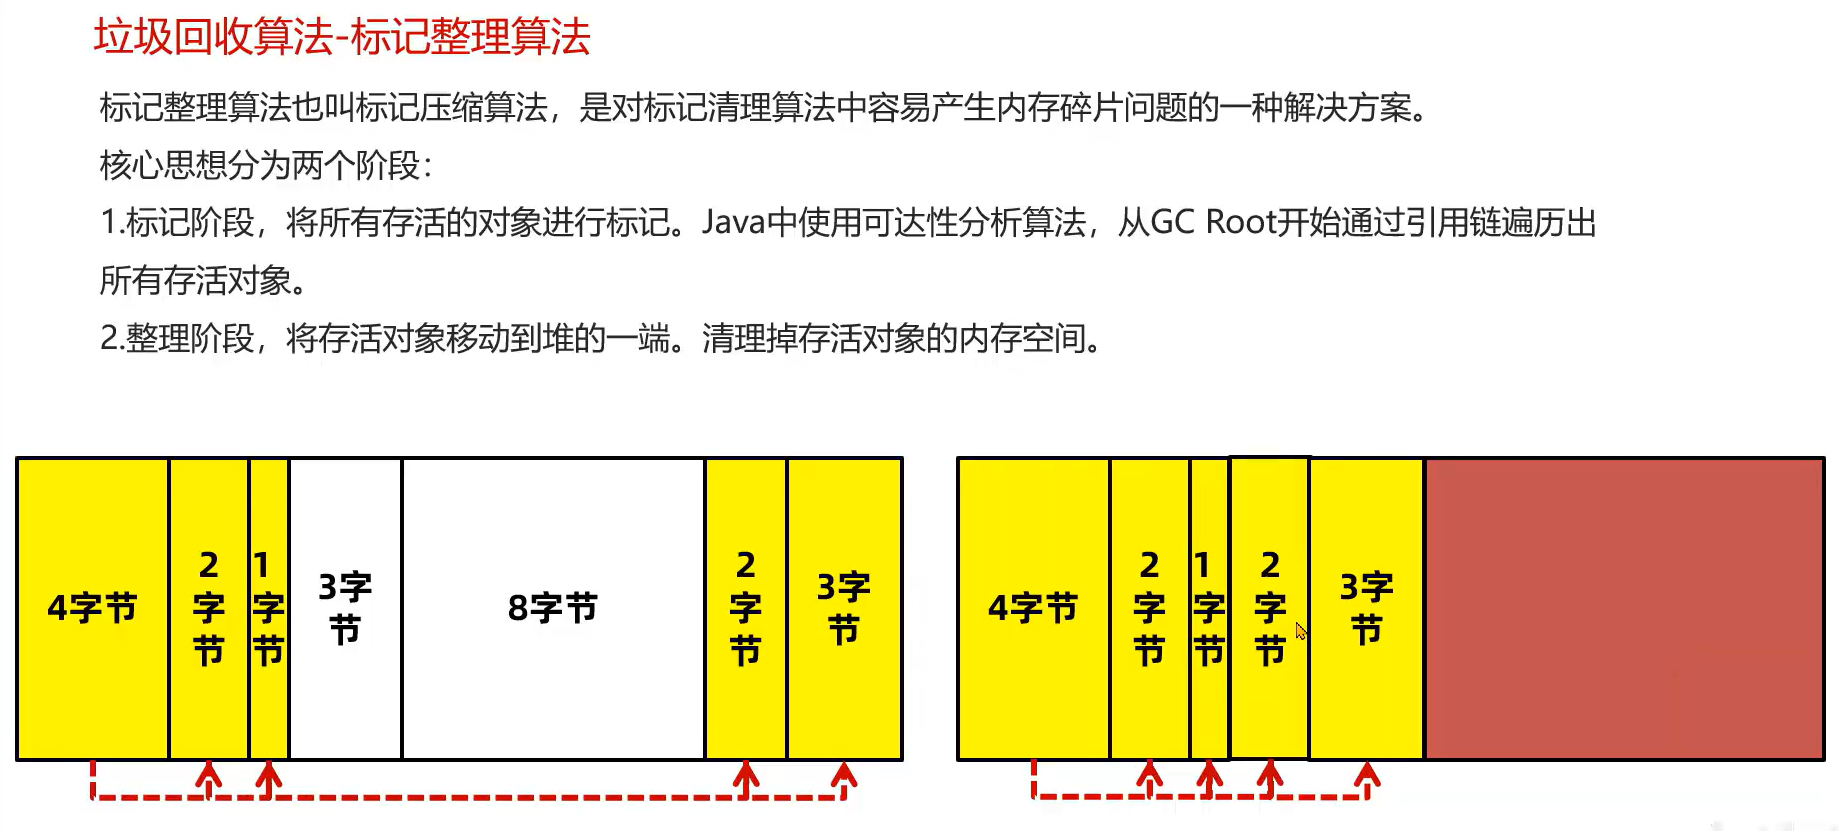 垃圾回收算法-标记整理算法
标记整理算法也叫标记压缩算法，是对标记清理算法中容易产生内存碎片问题的一种解决方案。
核心思想分为两个阶段：
1.标记阶段，将所有存活的对象进行标记。Java中使用可达性分析算法，从GC Root开始通过引用链遍历出
所有存活对象。
2.整理阶段，将存活对象移动到堆的一端。清理掉存活对象的内存空间。
4字节
2字节
1字节
3字节
8字节
2字节
3字节
4字节
2字节
1字节
2字节
3字节